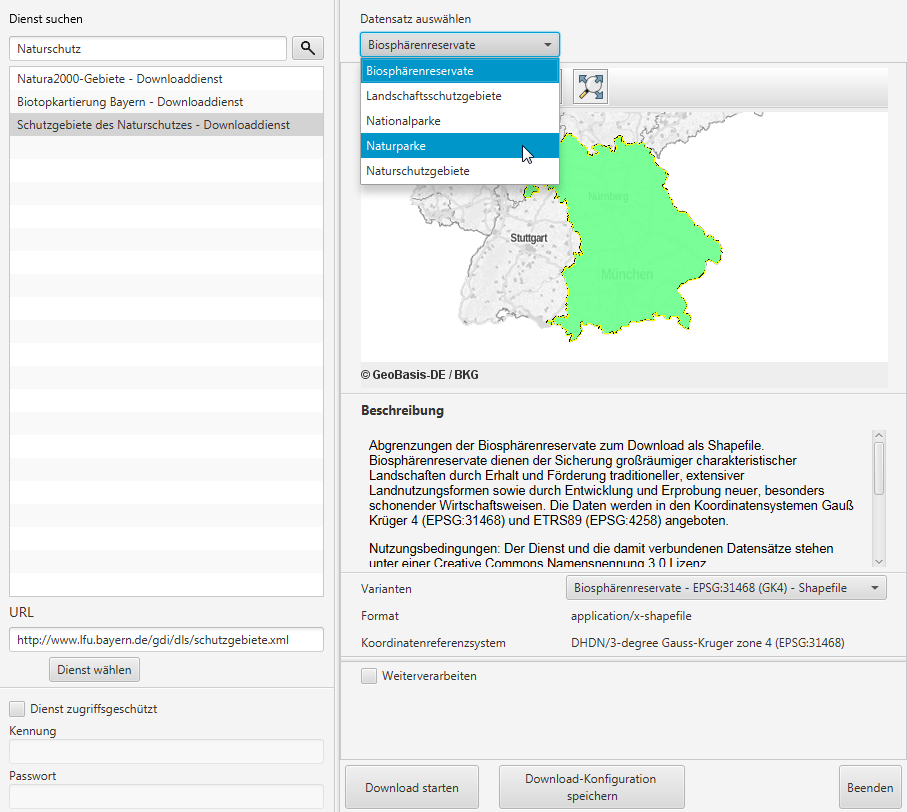 Dienst suchen
Naturschutz
Natura2000-Gebiete - Downloaddienst
Biotopkartierung Bayern - Downloaddienst
Schutzgebiete des Naturschutzes - Downloaddienst
URL
http://www.lfu.bayern.de/gdi/dls/schutzgebiete.xml
Dienst wählen
Dienst zugriffsgeschützt
Kennung
Passwort
Datensatz auswählen
Biosphärenreservate
Biosphärenreservate
Landschaftsschutzgebiete
Nationalparke
Naturparke
Naturschutzgebiete
Nürnberg
Stuttgart
München
© GeoBasis-DE / BKG
Beschreibung
Abgrenzungen der Biosphärenreservate zum Download als Shapefile.
Biosphärenreservate dienen der Sicherung großräumiger charakteristischer
Landschaften durch Erhalt und Förderung traditioneller, extensiver
Landnutzungsformen sowie durch Entwicklung und Erprobung neuer, besonders
schonender Wirtschaftsweisen. Die Daten werden in den Koordinatensystemen Gauß
Krüger 4 (EPSG:31468) und ETRS89 (EPSG:4258) angeboten.
Nutzungsbedingungen: Der Dienst und die damit verbundenen Datensätze stehen
unter einer Creative Commons Namensnennung 3.0 Lizenz
Varianten
Biosphärenreservate - EPSG:31468 (GK4) - Shapefile
Format
application/x-shapefile
Koordinatenreferenzsystem
DHDN/3-degree Gauss-Kruger zone 4 (EPSG:31468)
Weiterverarbeiten
Download starten
Download-Konfiguration
speichern
Beenden